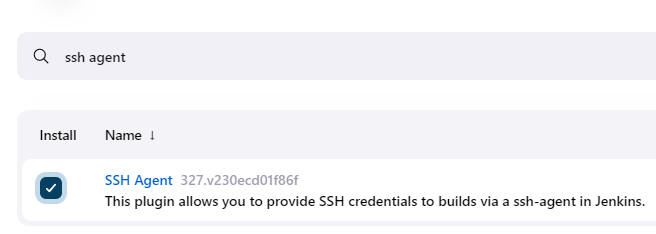 ssh agent
Install Name ↓
SSH Agent 327.v230ecd01f86f
This plugin allows you to provide SSH credentials to builds via a ssh-agent in Jenkins.